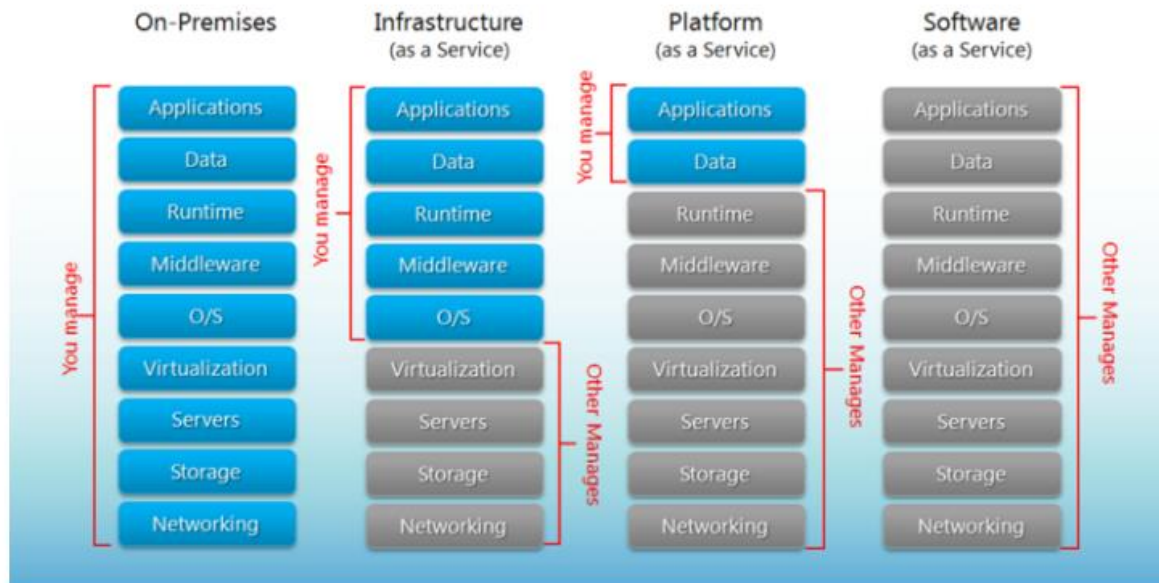 On-Premises
Applications
Data
Runtime
Middleware
O/S
Virtualization
Servers
Storage
Networking
You manage
Infrastructure
(as a Service)
Applications
Data
Runtime
Middleware
O/S
Virtualization
Servers
Storage
Networking
You manage
Other Manages
Platform
(as a Service)
Applications
Data
Runtime
Middleware
O/S
Virtualization
Servers
Storage
Networking
You manage
Other Manages
Software
(as a Service)
Applications
Data
Runtime
Middleware
O/S
Virtualization
Servers
Storage
Networking
Other Manages